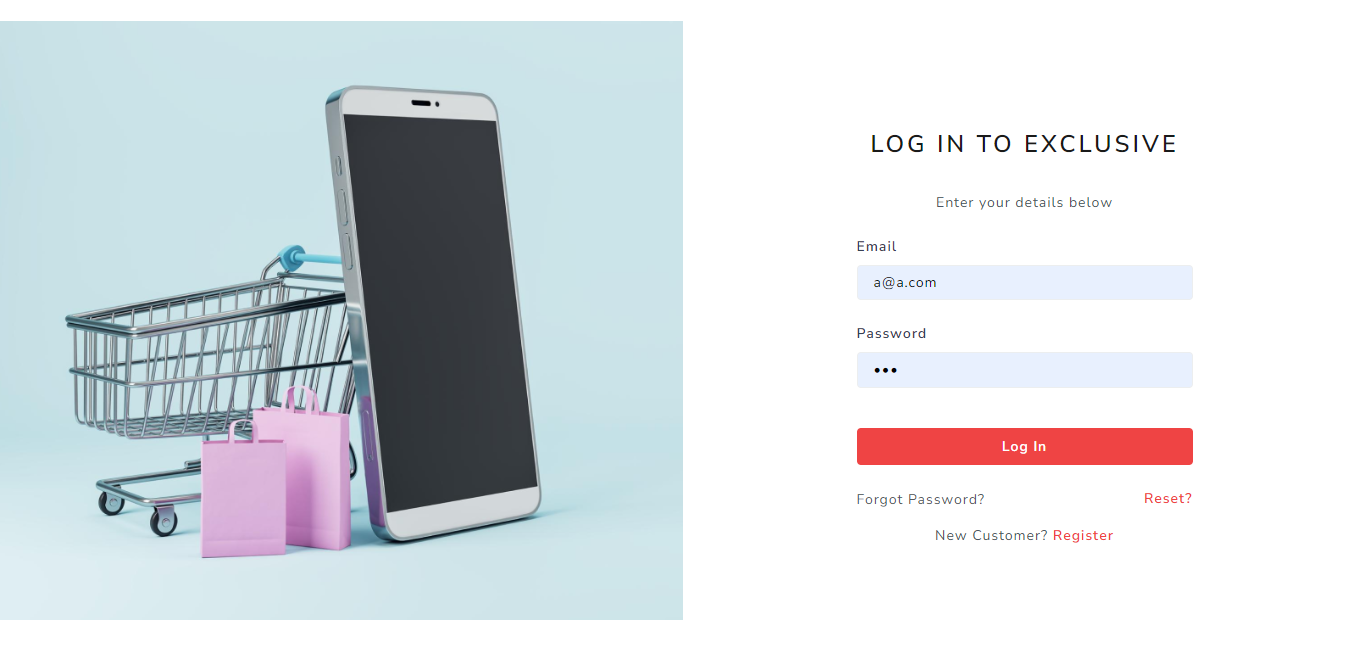 LOG IN TO EXCLUSIVE
Enter your details below
Email
a@a.com
Password
•••
Log In
Forgot Password? Reset?
New Customer? Register